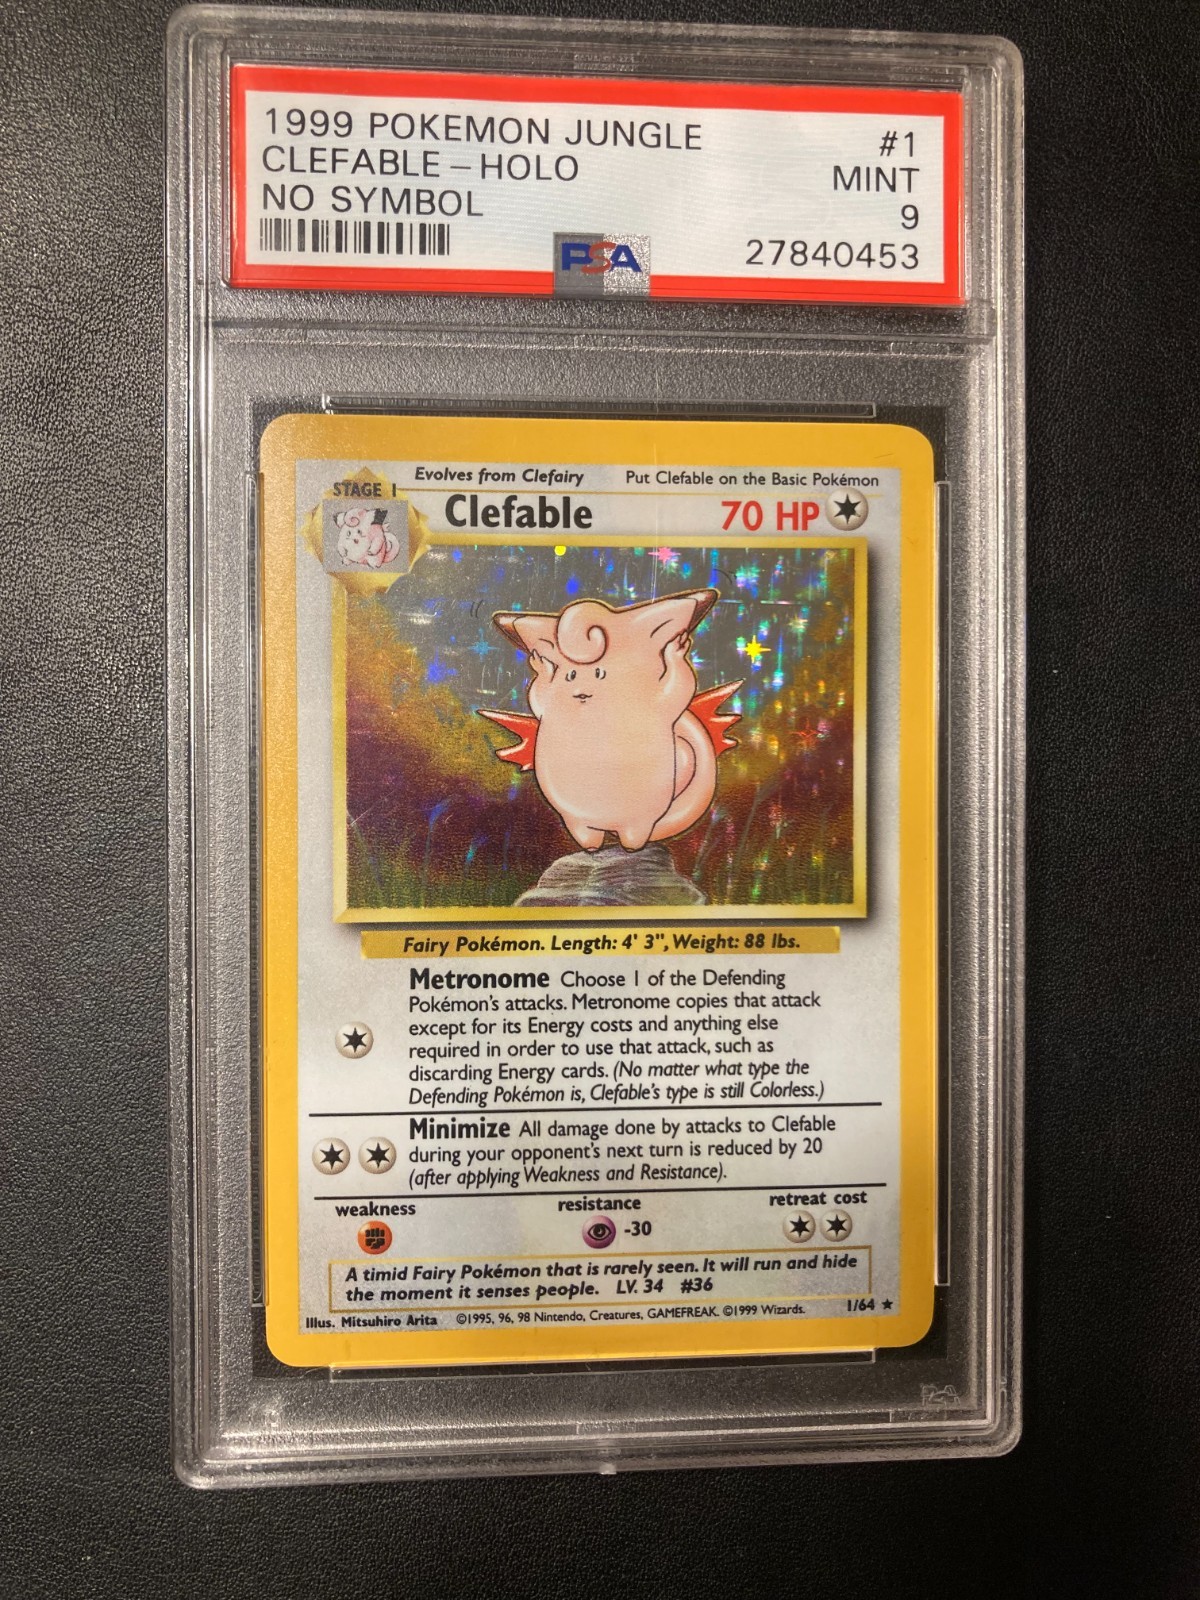 1999 POKEMON JUNGLE #1
CLEFABLE – HOLO MINT
NO SYMBOL 9
27840453
PSA
Evolves from Clefairy Put Clefable on the Basic Pokémon
STAGE 1
Clefable 70 HP
Fairy Pokémon. Length: 4' 3", Weight: 88 lbs.
Metronome Choose 1 of the Defending
Pokémon's attacks. Metronome copies that attack
except for its Energy costs and anything else
required in order to use that attack, such as
discarding Energy cards. (No matter what type the
Defending Pokémon is, Clefable's type is still Colorless.)
Minimize All damage done by attacks to Clefable
during your opponent's next turn is reduced by 20
(after applying Weakness and Resistance).
weakness resistance retreat cost
-30
A timid Fairy Pokémon that is rarely seen. It will run and hide
the moment it senses people. LV. 34 #36
Illus. Mitsuhiro Arita ©1995, 96, 98 Nintendo, Creatures, GAMEFREAK. ©1999 Wizards. 1/64 ★